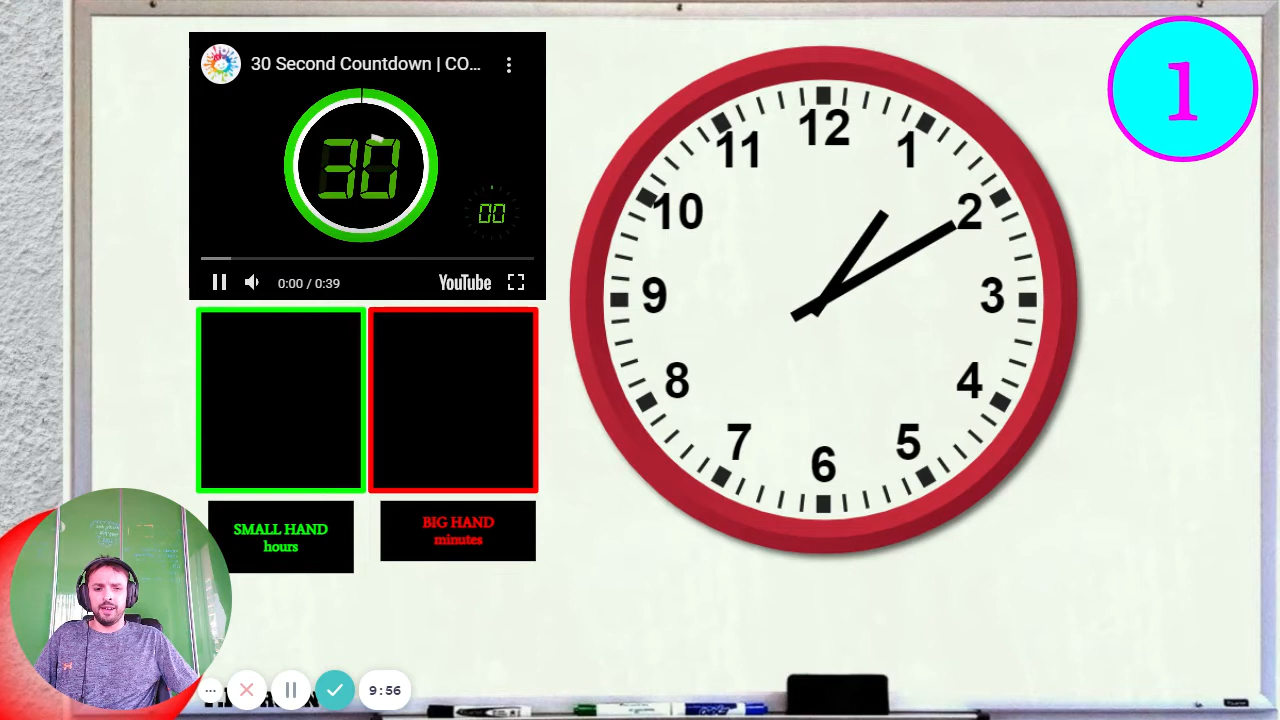 30 Second Countdown | CO...
30
00
0:00 / 0:39
YouTube
SMALL HAND
hours
BIG HAND
minutes
12
11
1
10
2
9
3
8
4
7
5
6
1
9:56